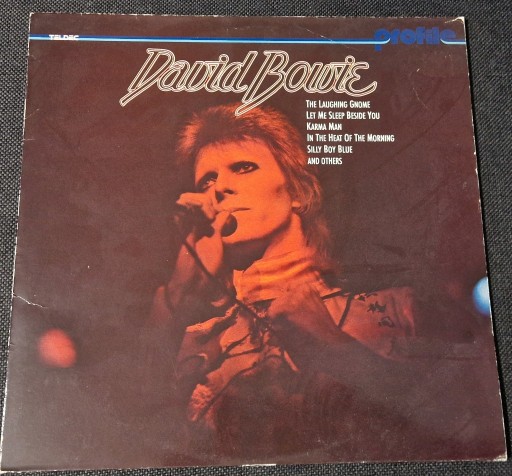 TELDEC
profile
David Bowie
THE LAUGHING GNOME
LET ME SLEEP BESIDE YOU
KARMA MAN
IN THE HEAT OF THE MORNING
SILLY BOY BLUE
AND OTHERS